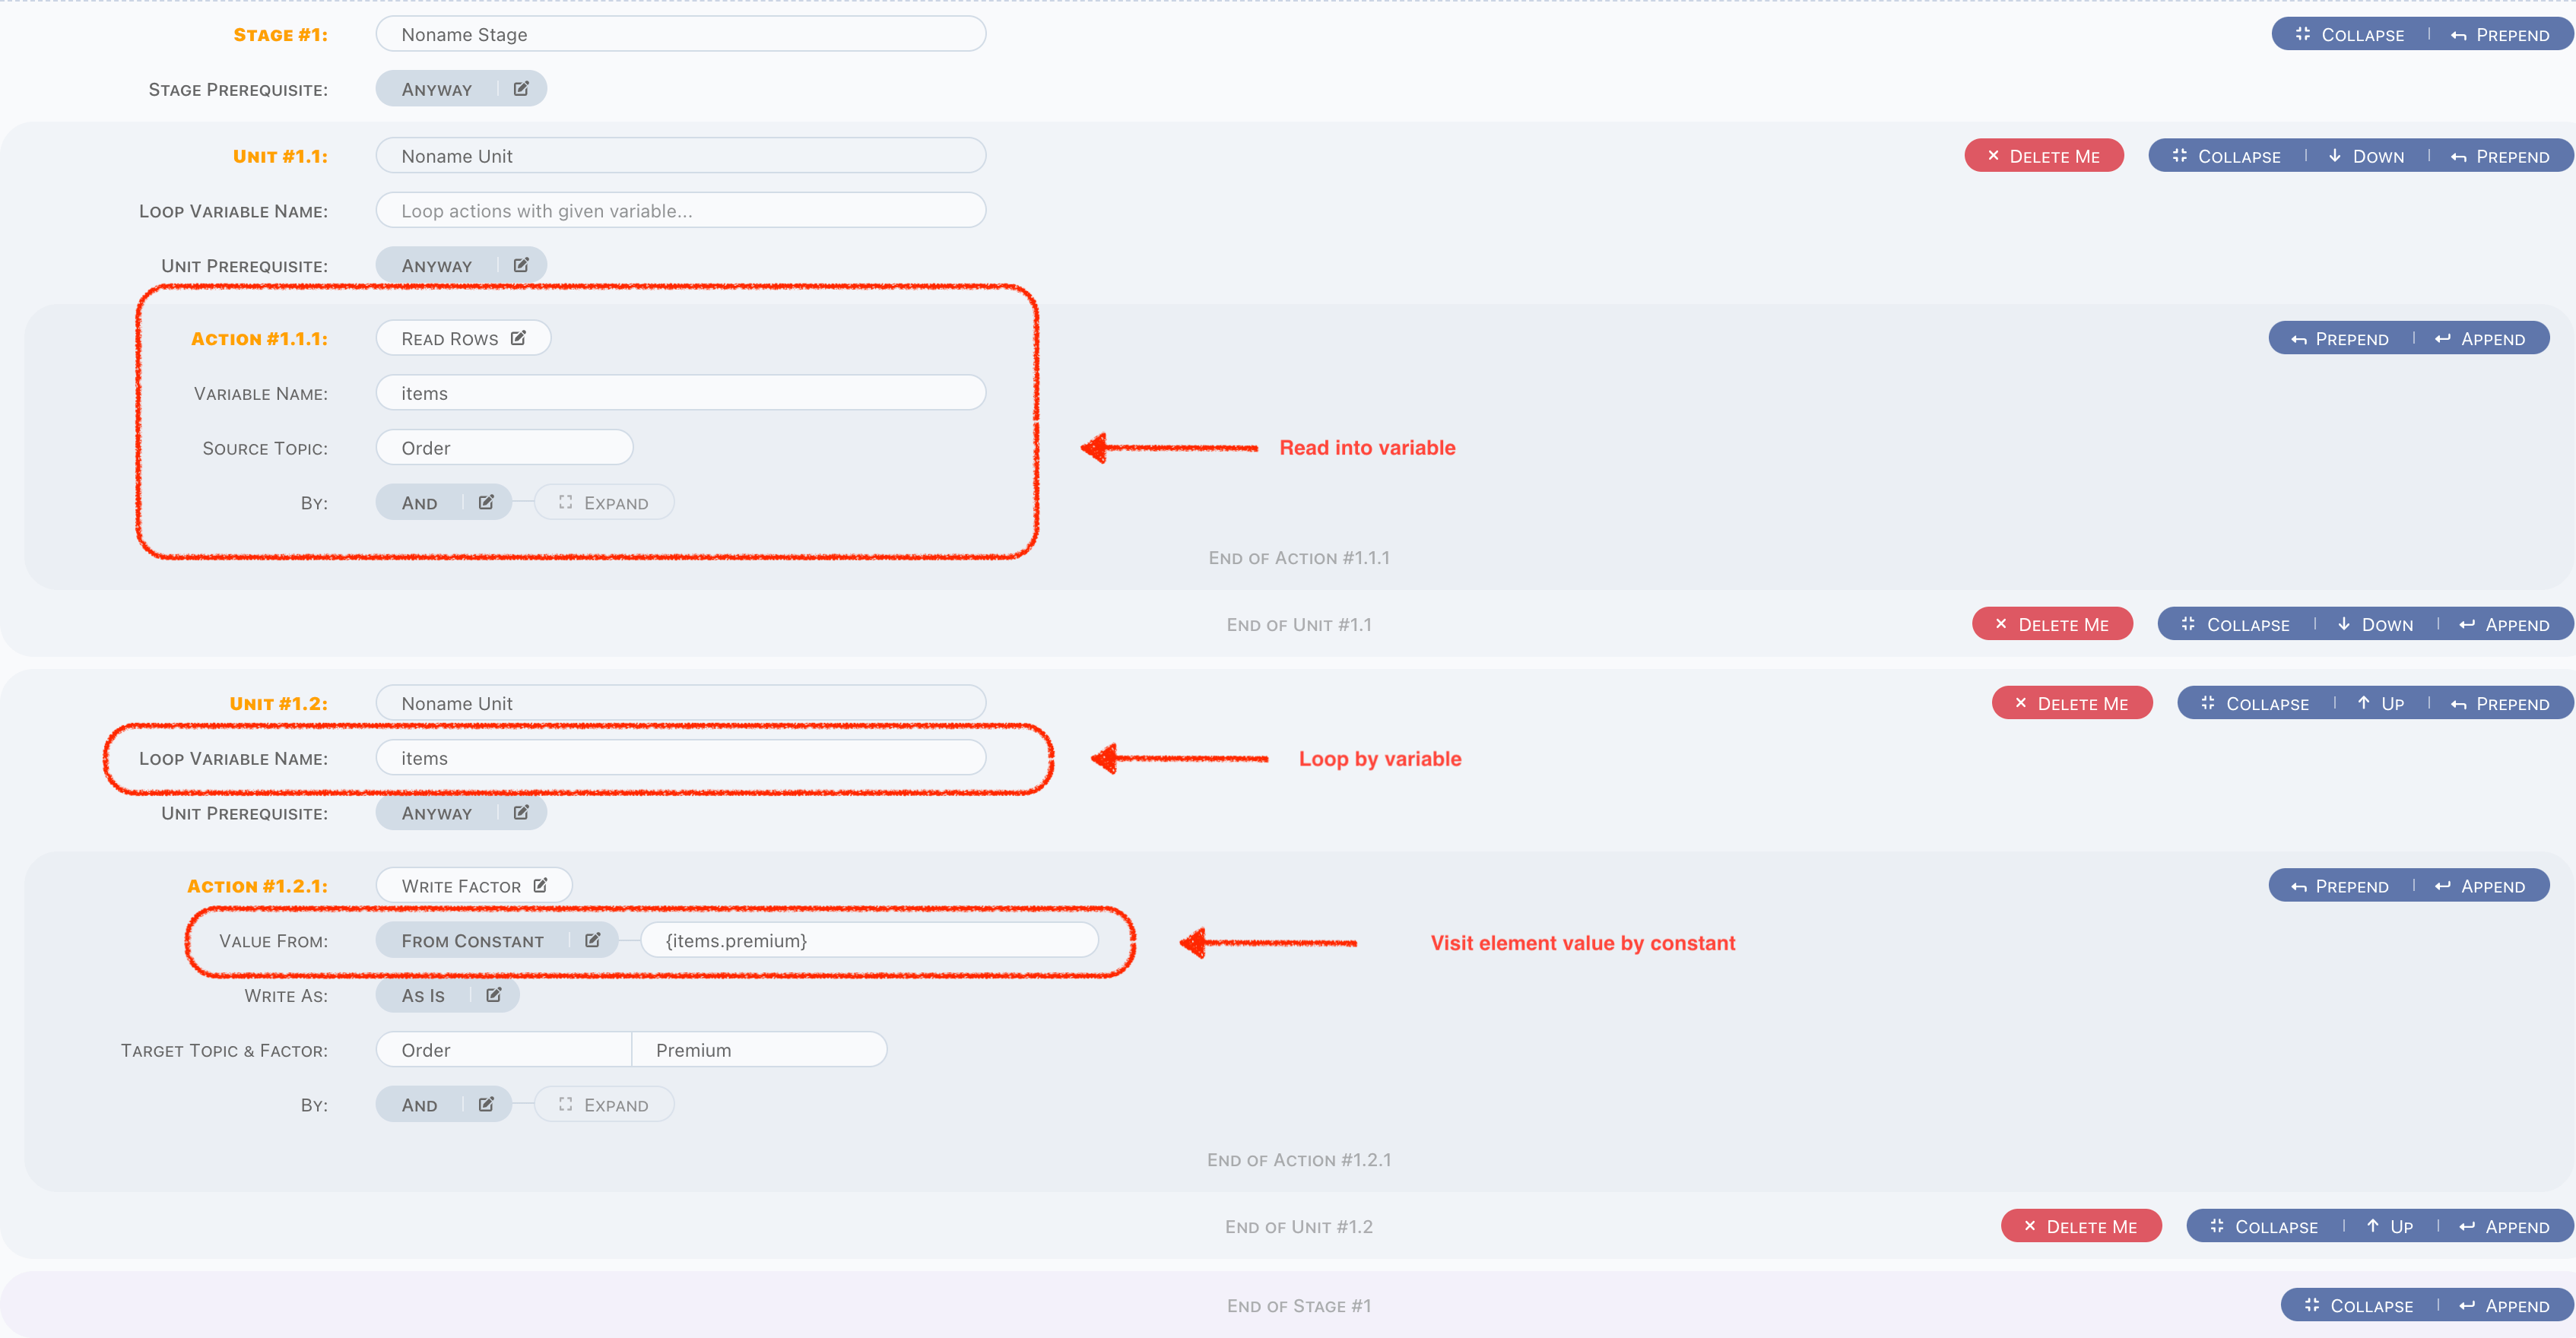 STAGE #1: Noname Stage COLLAPSE PREPEND
STAGE PREREQUISITE: ANYWAY
UNIT #1.1: Noname Unit DELETE ME COLLAPSE DOWN PREPEND
LOOP VARIABLE NAME: Loop actions with given variable...
UNIT PREREQUISITE: ANYWAY
ACTION #1.1.1: READ ROWS PREPEND APPEND
VARIABLE NAME: items
SOURCE TOPIC: Order Read into variable
BY: AND EXPAND
END OF ACTION #1.1.1
END OF UNIT #1.1 DELETE ME COLLAPSE DOWN APPEND
UNIT #1.2: Noname Unit DELETE ME COLLAPSE UP PREPEND
LOOP VARIABLE NAME: items Loop by variable
UNIT PREREQUISITE: ANYWAY
ACTION #1.2.1: WRITE FACTOR PREPEND APPEND
VALUE FROM: FROM CONSTANT {items.premium} Visit element value by constant
WRITE AS: AS IS
TARGET TOPIC & FACTOR: Order Premium
BY: AND EXPAND
END OF ACTION #1.2.1
END OF UNIT #1.2 DELETE ME COLLAPSE UP APPEND
END OF STAGE #1 COLLAPSE APPEND